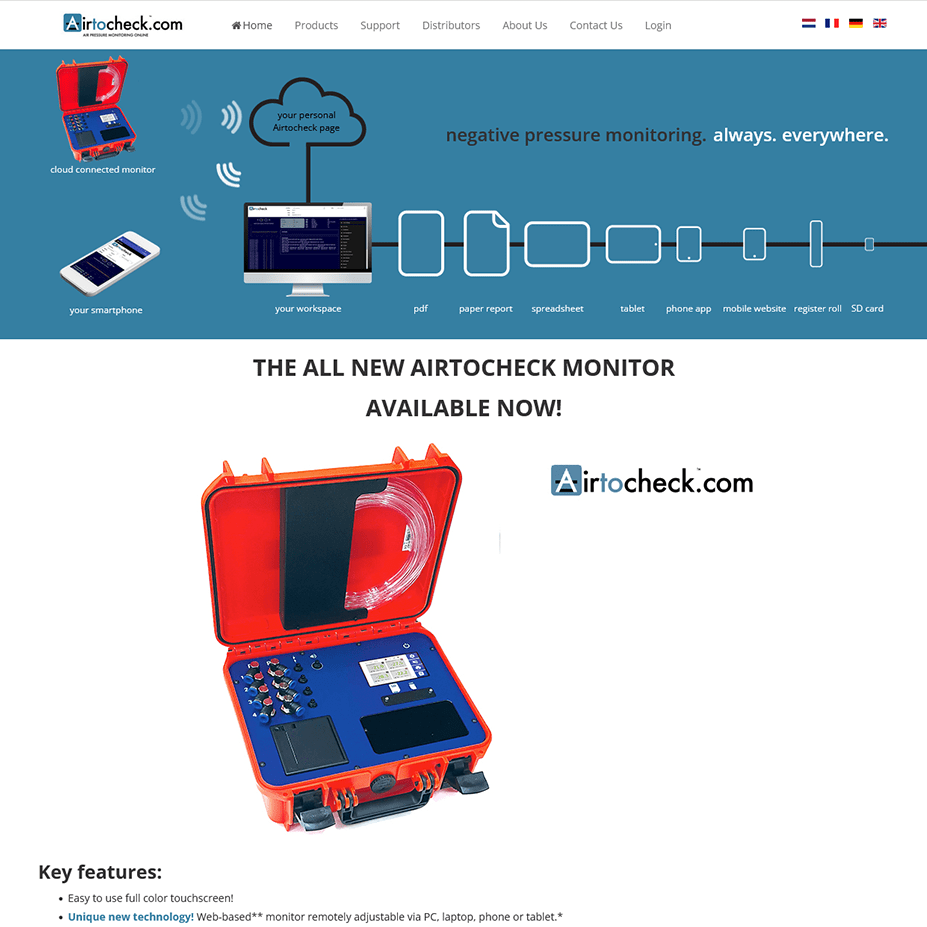 Airtocheck.com
AIR PRESSURE MONITORING ONLINE
Home Products Support Distributors About Us Contact Us Login
your personal
Airtocheck page
negative pressure monitoring. always. everywhere.
cloud connected monitor
your smartphone
your workspace
pdf paper report spreadsheet tablet phone app mobile website register roll SD card
THE ALL NEW AIRTOCHECK MONITOR
AVAILABLE NOW!
Airtocheck.com™
Key features:
• Easy to use full color touchscreen!
• Unique new technology! Web-based** monitor remotely adjustable via PC, laptop, phone or tablet.*